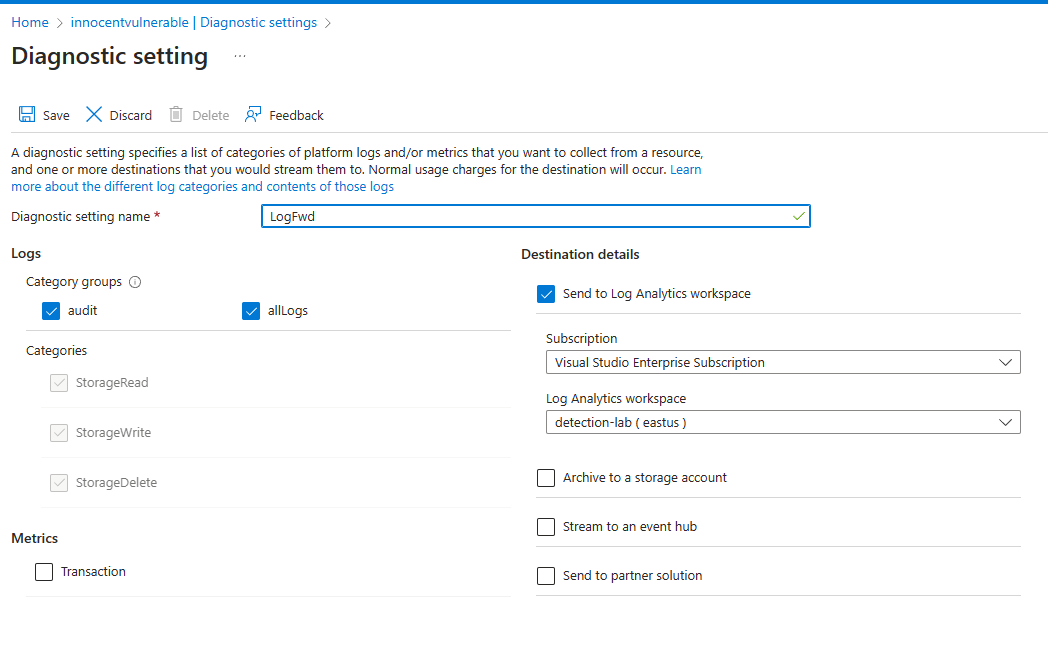 Home > innocentvulnerable | Diagnostic settings >
Diagnostic setting ...
Save Discard Delete Feedback
A diagnostic setting specifies a list of categories of platform logs and/or metrics that you want to collect from a resource,
and one or more destinations that you would stream them to. Normal usage charges for the destination will occur. Learn
more about the different log categories and contents of those logs
Diagnostic setting name *
LogFwd
Logs
Category groups
audit
allLogs
Categories
StorageRead
StorageWrite
StorageDelete
Metrics
Transaction
Destination details
Send to Log Analytics workspace
Subscription
Visual Studio Enterprise Subscription
Log Analytics workspace
detection-lab ( eastus )
Archive to a storage account
Stream to an event hub
Send to partner solution